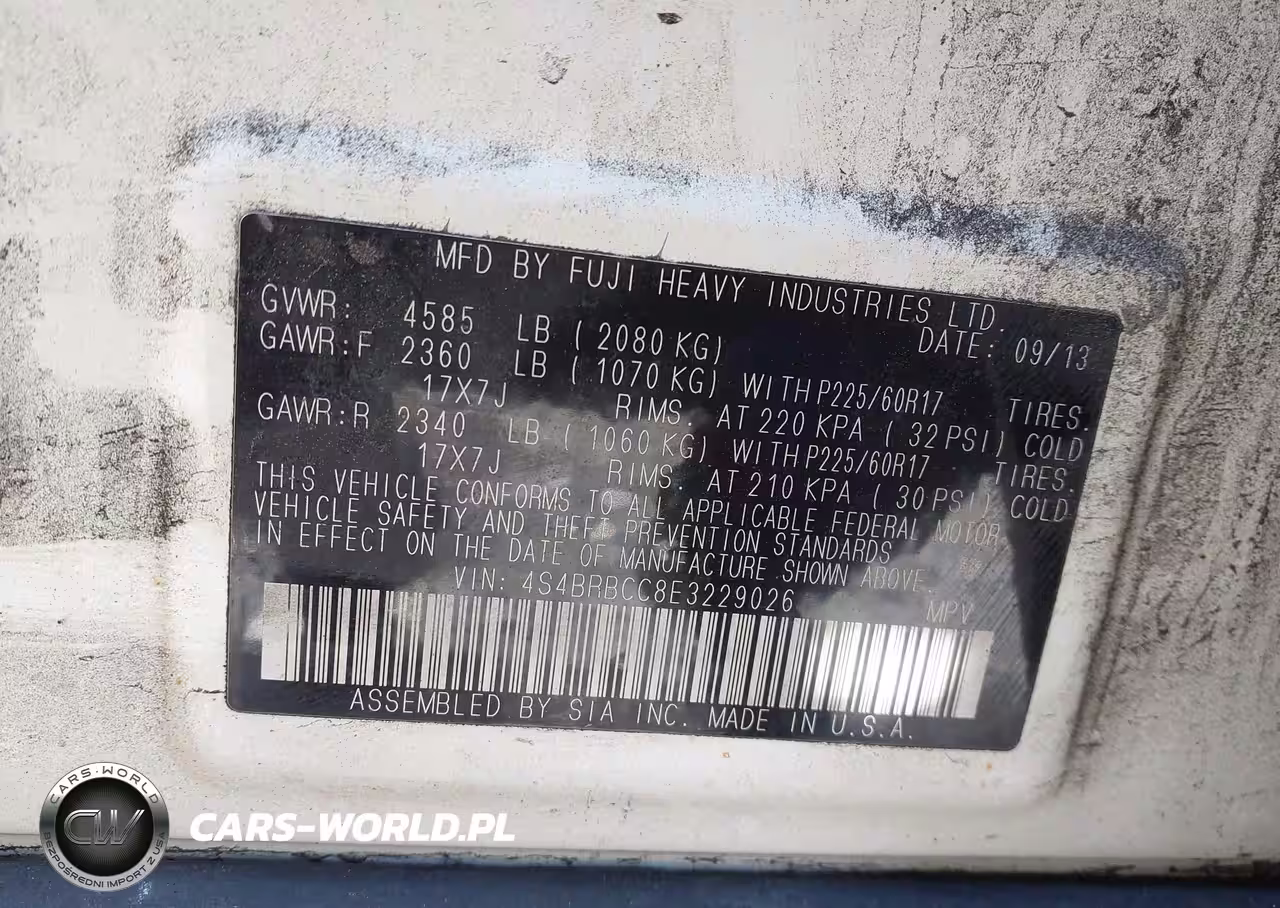 MFD BY FUJI HEAVY INDUSTRIES LTD.
DATE: 09/13
GVWR: 4585 LB ( 2080 KG)
GAWR:F 2360 LB ( 1070 KG) WITH P225/60R17 TIRES.
17X7J RIMS. AT 220 KPA ( 32 PSI) COLD
GAWR:R 2340 LB ( 1060 KG) WITH P225/60R17 TIRES.
17X7J RIMS. AT 210 KPA ( 30 PSI) COLD
THIS VEHICLE CONFORMS TO ALL APPLICABLE FEDERAL MOTOR
VEHICLE SAFETY AND THEFT PREVENTION STANDARDS
IN EFFECT ON THE DATE OF MANUFACTURE SHOWN ABOVE.
VIN: 4S4BRBCC8E3229026 MPV
ASSEMBLED BY SIA INC. MADE IN U.S.A.
CARS-WORLD
CW
BEZPOŚREDNI IMPORT Z USA
CARS-WORLD.PL